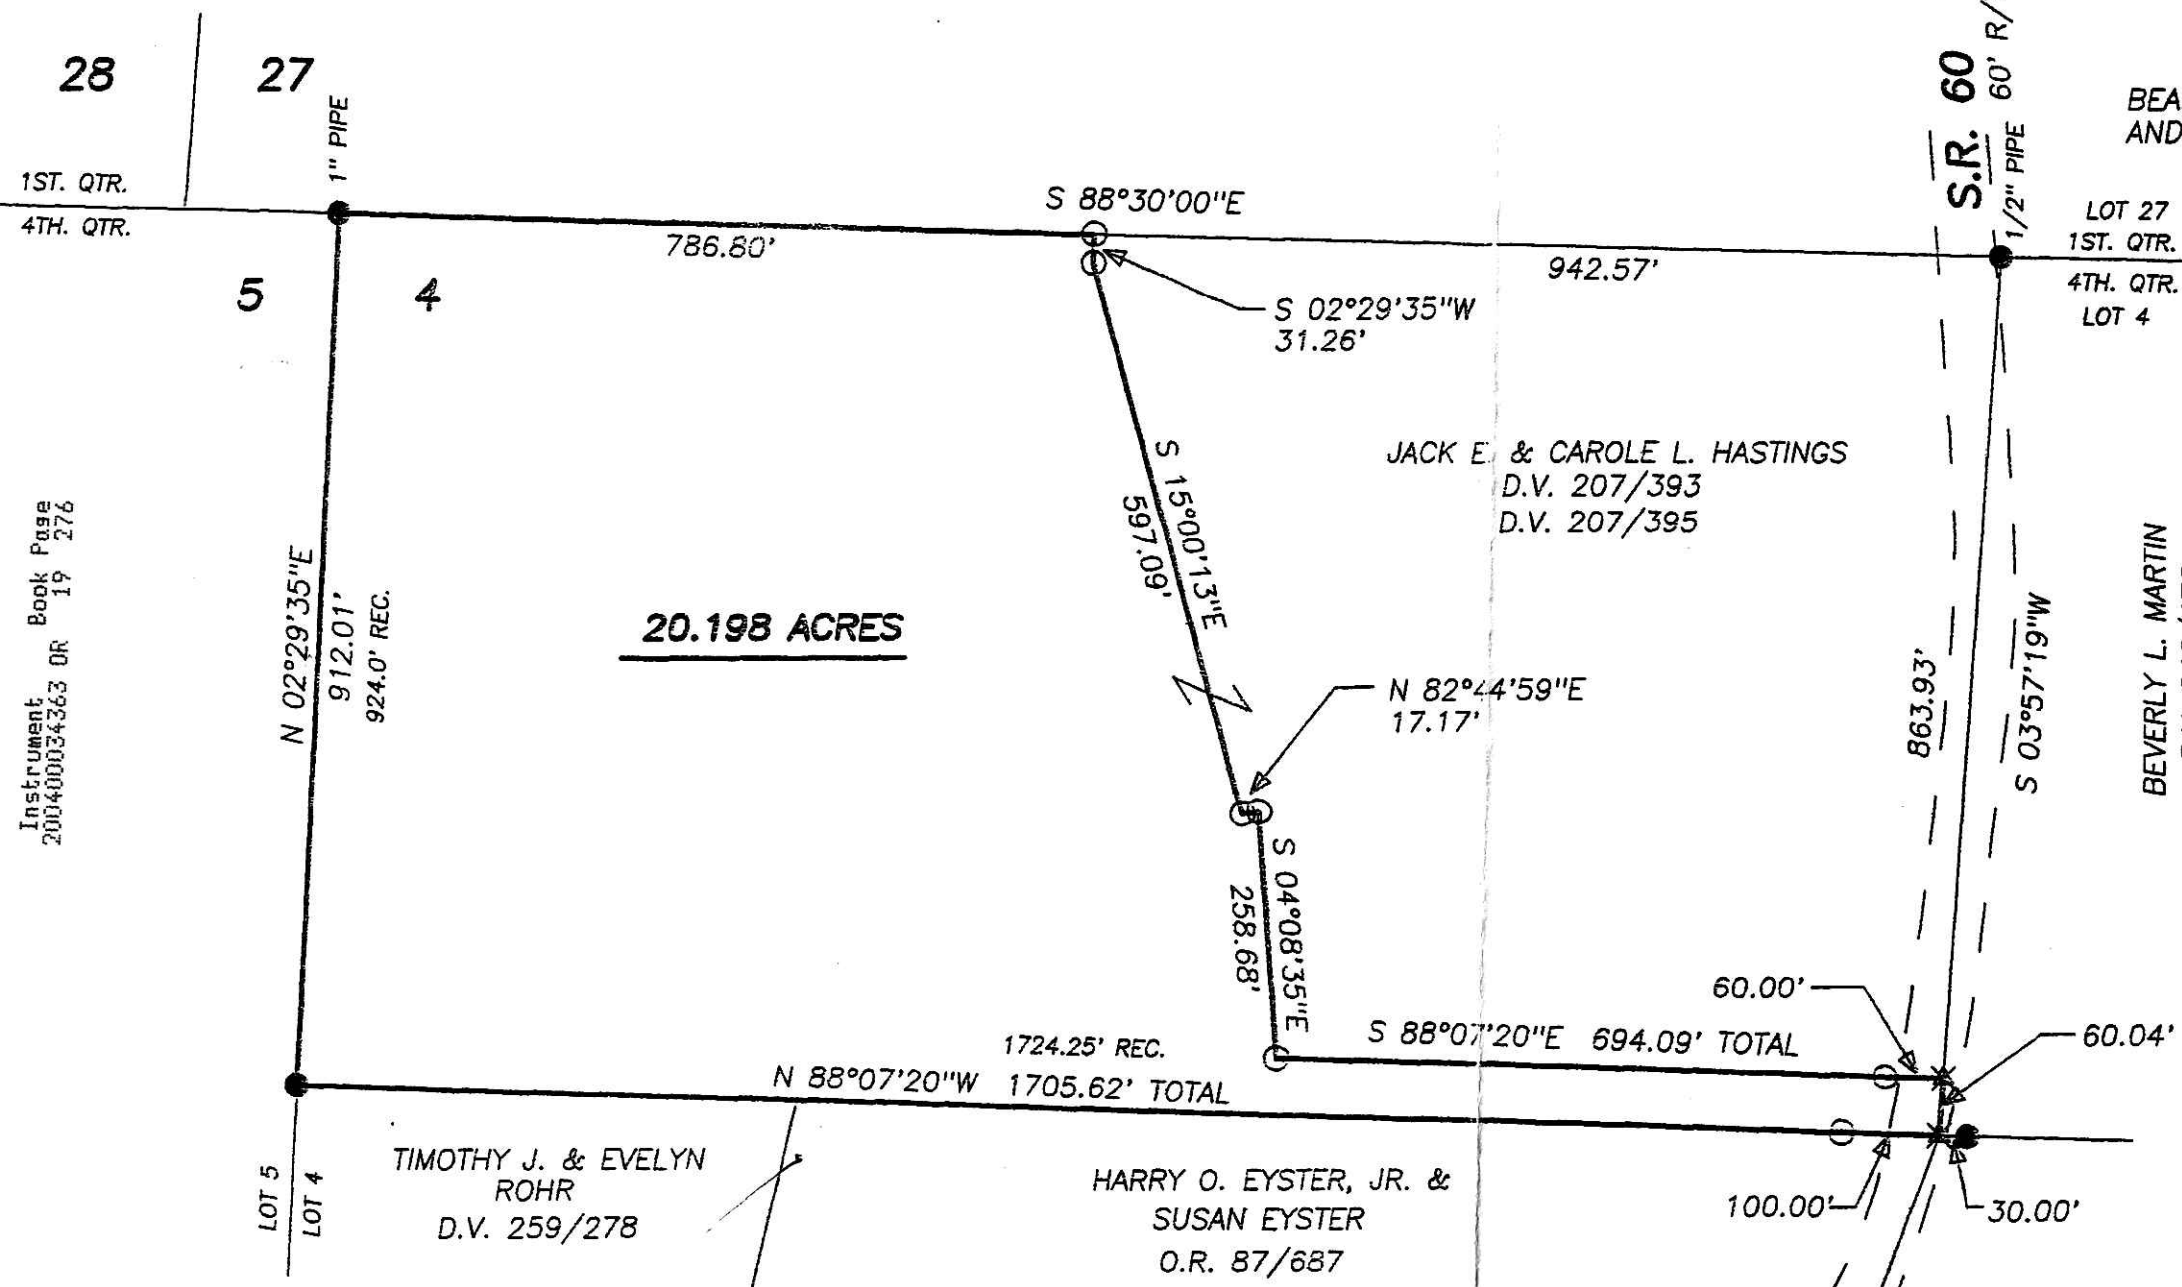 28
27
1" PIPE
1ST. QTR.
4TH. QTR.
5
4
S 88°30'00"E
786.80'
942.57'
S 02°29'35"W
31.26'
S.R. 60
60' R/
1/2" PIPE
BEA
AND
LOT 27
1ST. QTR.
4TH. QTR.
LOT 4
JACK E. & CAROLE L. HASTINGS
D.V. 207/393
D.V. 207/395
S 15°00'13"E
597.09'
N 02°29'35"E
912.01'
924.0' REC.
Instrument Book Page
200400034363 OR 19 276
20.198 ACRES
N 82°44'59"E
17.17'
863.93'
S 03°57'19"W
BEVERLY L. MARTIN
S 04°08'35"E
258.68'
60.00'
60.04'
S 88°07'20"E 694.09' TOTAL
1724.25' REC.
N 88°07'20"W 1705.62' TOTAL
100.00'
30.00'
LOT 5
LOT 4
TIMOTHY J. & EVELYN
ROHR
D.V. 259/278
HARRY O. EYSTER, JR. &
SUSAN EYSTER
O.R. 87/687